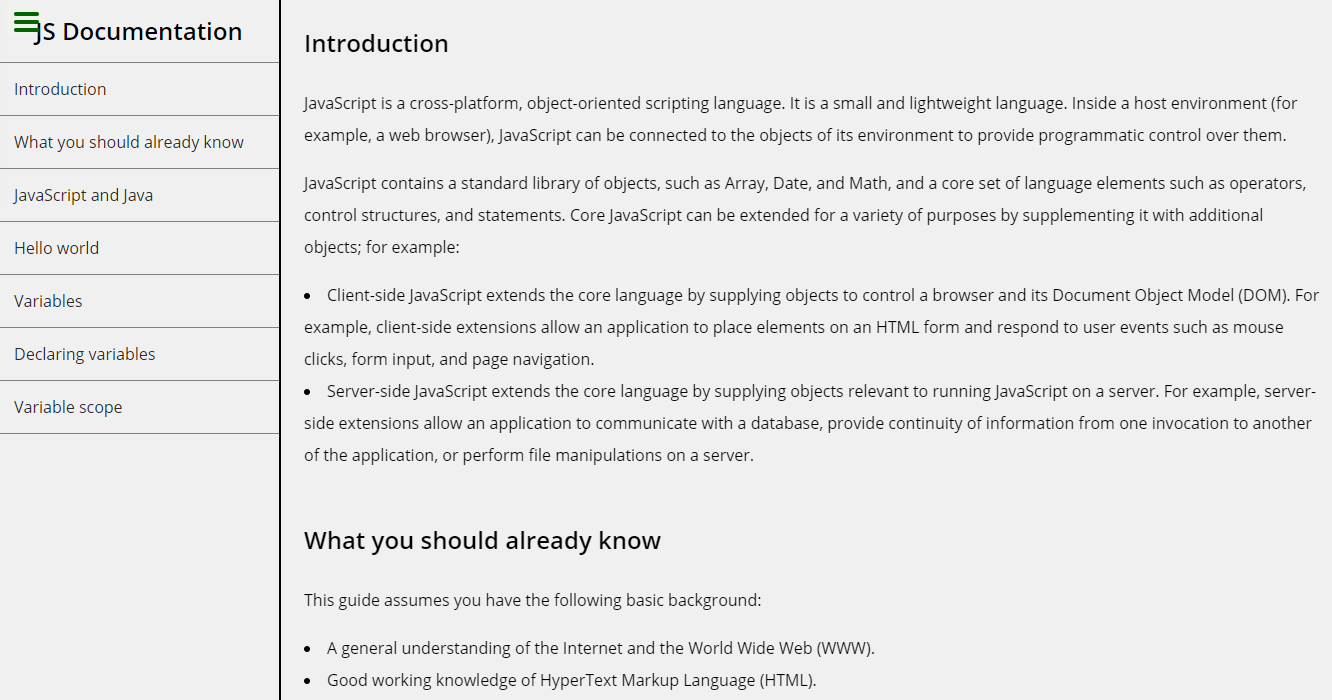 JS Documentation
Introduction
What you should already know
JavaScript and Java
Hello world
Variables
Declaring variables
Variable scope
Introduction
JavaScript is a cross-platform, object-oriented scripting language. It is a small and lightweight language. Inside a host environment (for
example, a web browser), JavaScript can be connected to the objects of its environment to provide programmatic control over them.
JavaScript contains a standard library of objects, such as Array, Date, and Math, and a core set of language elements such as operators,
control structures, and statements. Core JavaScript can be extended for a variety of purposes by supplementing it with additional
objects; for example:
• Client-side JavaScript extends the core language by supplying objects to control a browser and its Document Object Model (DOM). For
example, client-side extensions allow an application to place elements on an HTML form and respond to user events such as mouse
clicks, form input, and page navigation.
• Server-side JavaScript extends the core language by supplying objects relevant to running JavaScript on a server. For example, server-
side extensions allow an application to communicate with a database, provide continuity of information from one invocation to another
of the application, or perform file manipulations on a server.
What you should already know
This guide assumes you have the following basic background:
• A general understanding of the Internet and the World Wide Web (WWW).
• Good working knowledge of HyperText Markup Language (HTML).